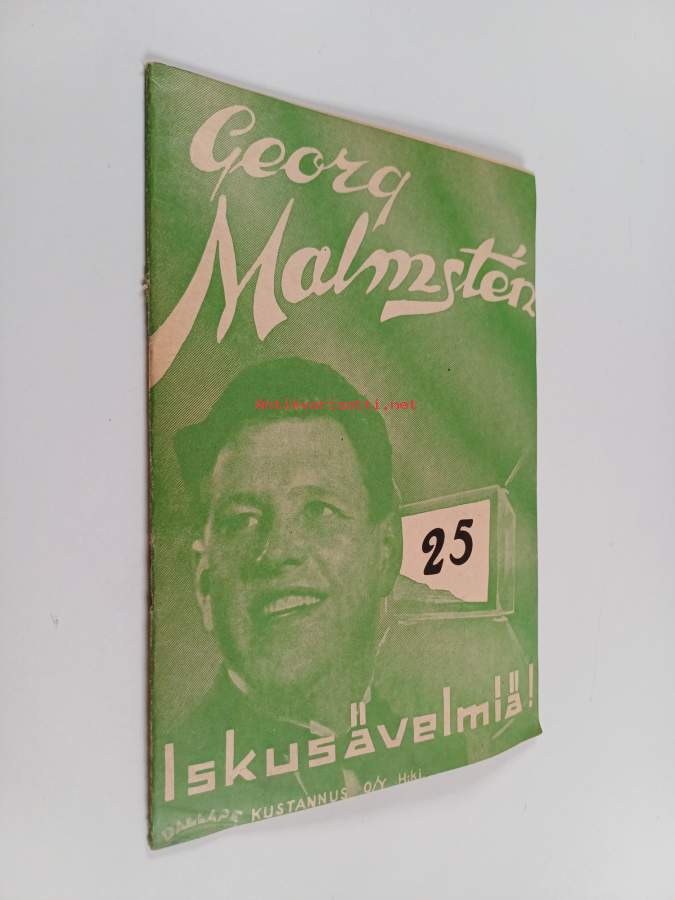 Georg
Malmstén
Antikvariaatti.net
25
Iskusävelmiä!
DALLAPE KUSTANNUS O/Y H:ki.